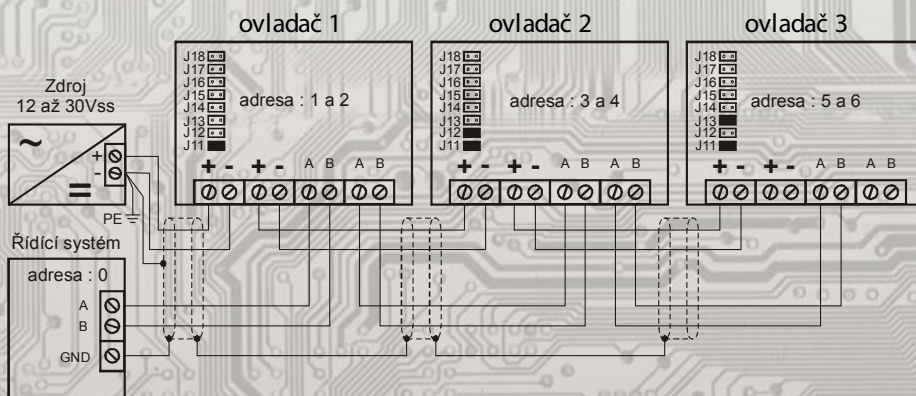 ovladač 1
ovladač 2
ovladač 3
Zdroj
12 až 30Vss
~
=
+
-
PE
J18
J17
J16
J15
J14
J13
J12
J11
adresa : 1 a 2
+ - + - A B A B
J18
J17
J16
J15
J14
J13
J12
J11
adresa : 3 a 4
+ - + - A B A B
J18
J17
J16
J15
J14
J13
J12
J11
adresa : 5 a 6
+ - + - A B A B
Řídící systém
adresa : 0
A
B
GND